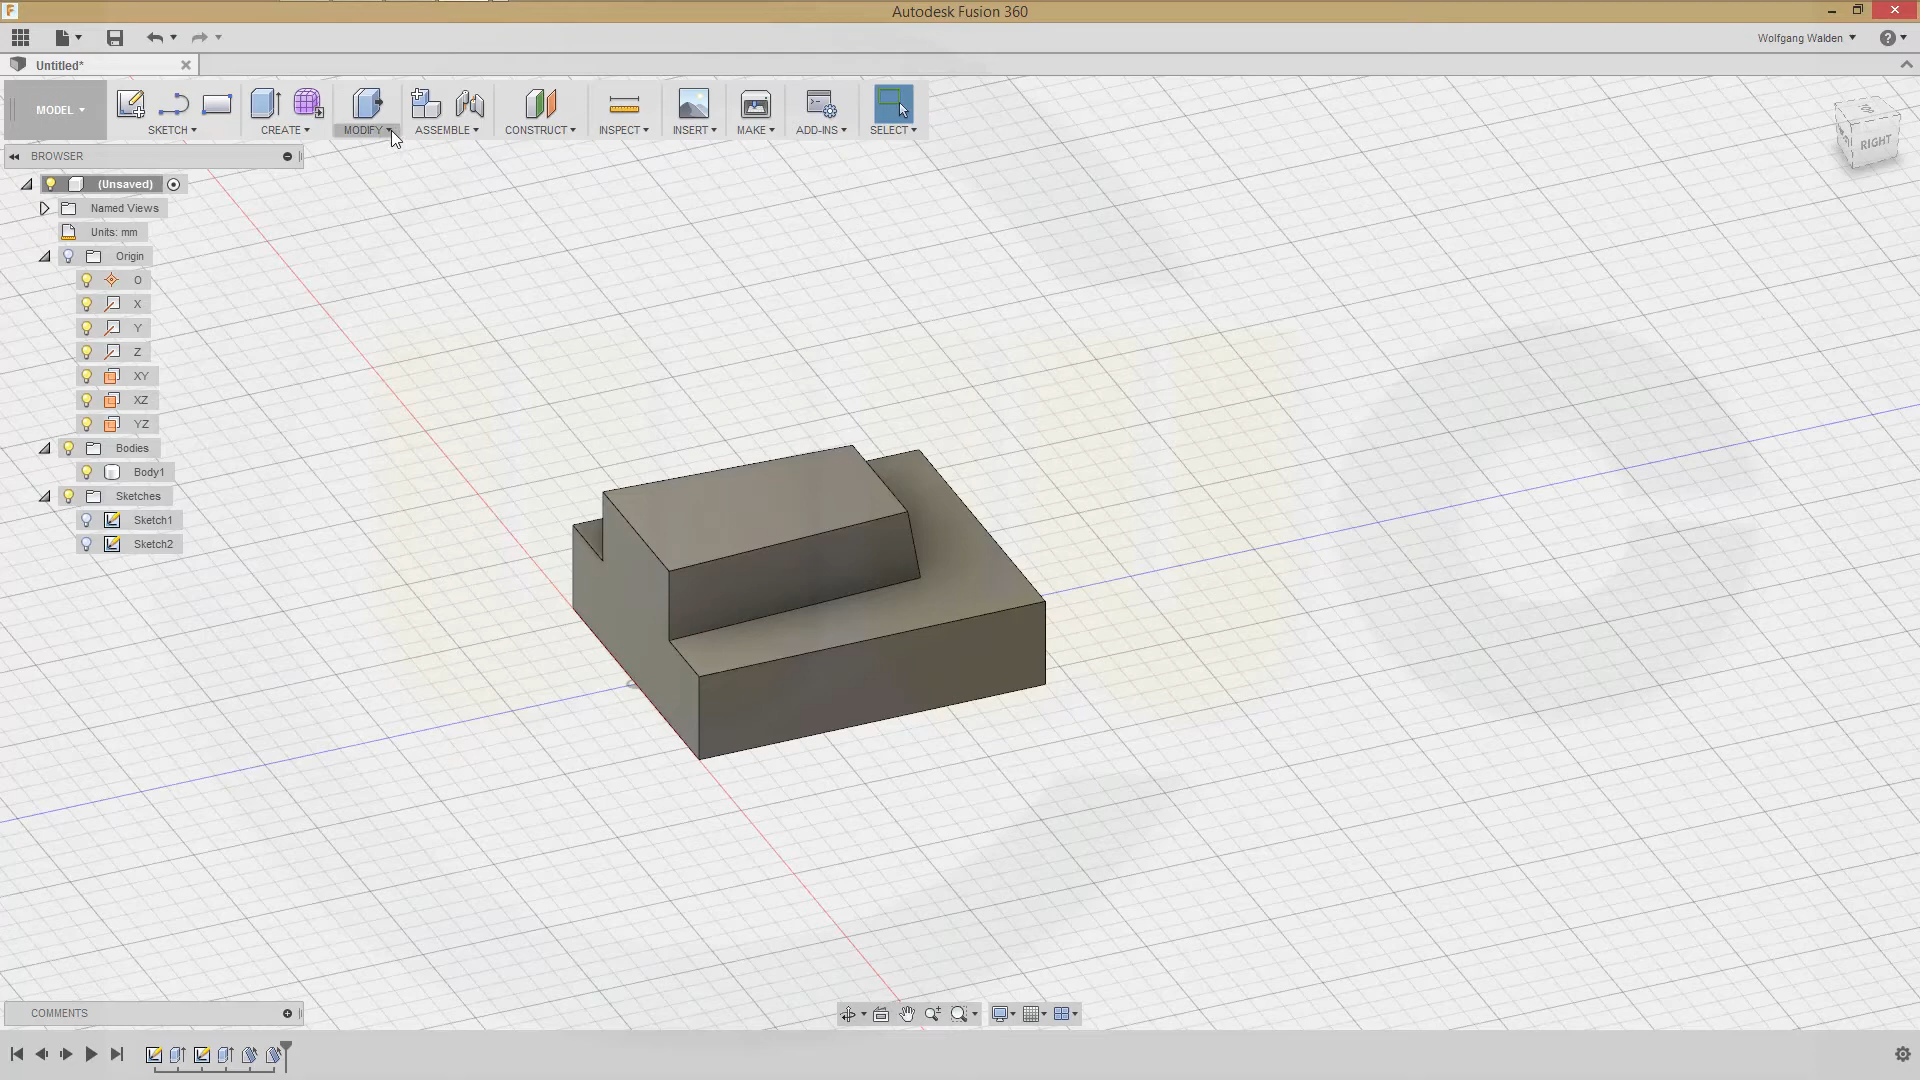 Autodesk Fusion 360
Wolfgang Walden
Untitled*
MODEL
SKETCH
CREATE
MODIFY
ASSEMBLE
CONSTRUCT
INSPECT
INSERT
MAKE
ADD-INS
SELECT
RIGHT
BROWSER
(Unsaved)
Named Views
Units: mm
Origin
O
X
Y
Z
XY
XZ
YZ
Bodies
Body1
Sketches
Sketch1
Sketch2
COMMENTS